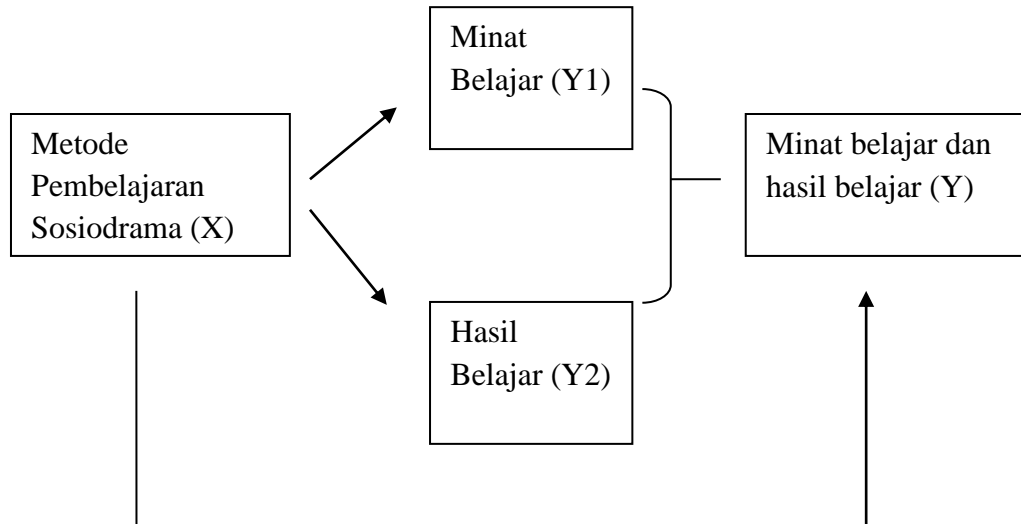 Metode
Pembelajaran
Sosiodrama (X)
Minat
Belajar (Y1)
Hasil
Belajar (Y2)
Minat belajar dan
hasil belajar (Y)